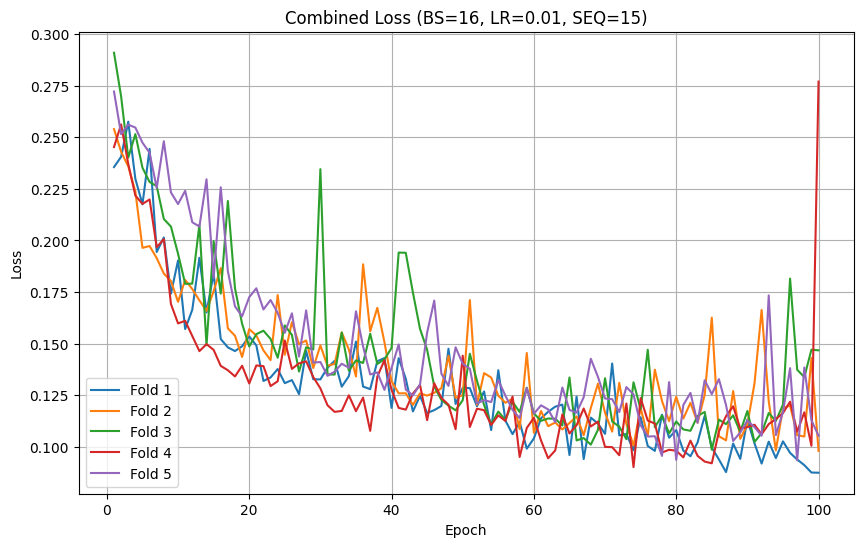 Combined Loss (BS=16, LR=0.01, SEQ=15)
Loss
0.300
0.275
0.250
0.225
0.200
0.175
0.150
0.125
0.100
Fold 1
Fold 2
Fold 3
Fold 4
Fold 5
0
20
40
60
80
100
Epoch